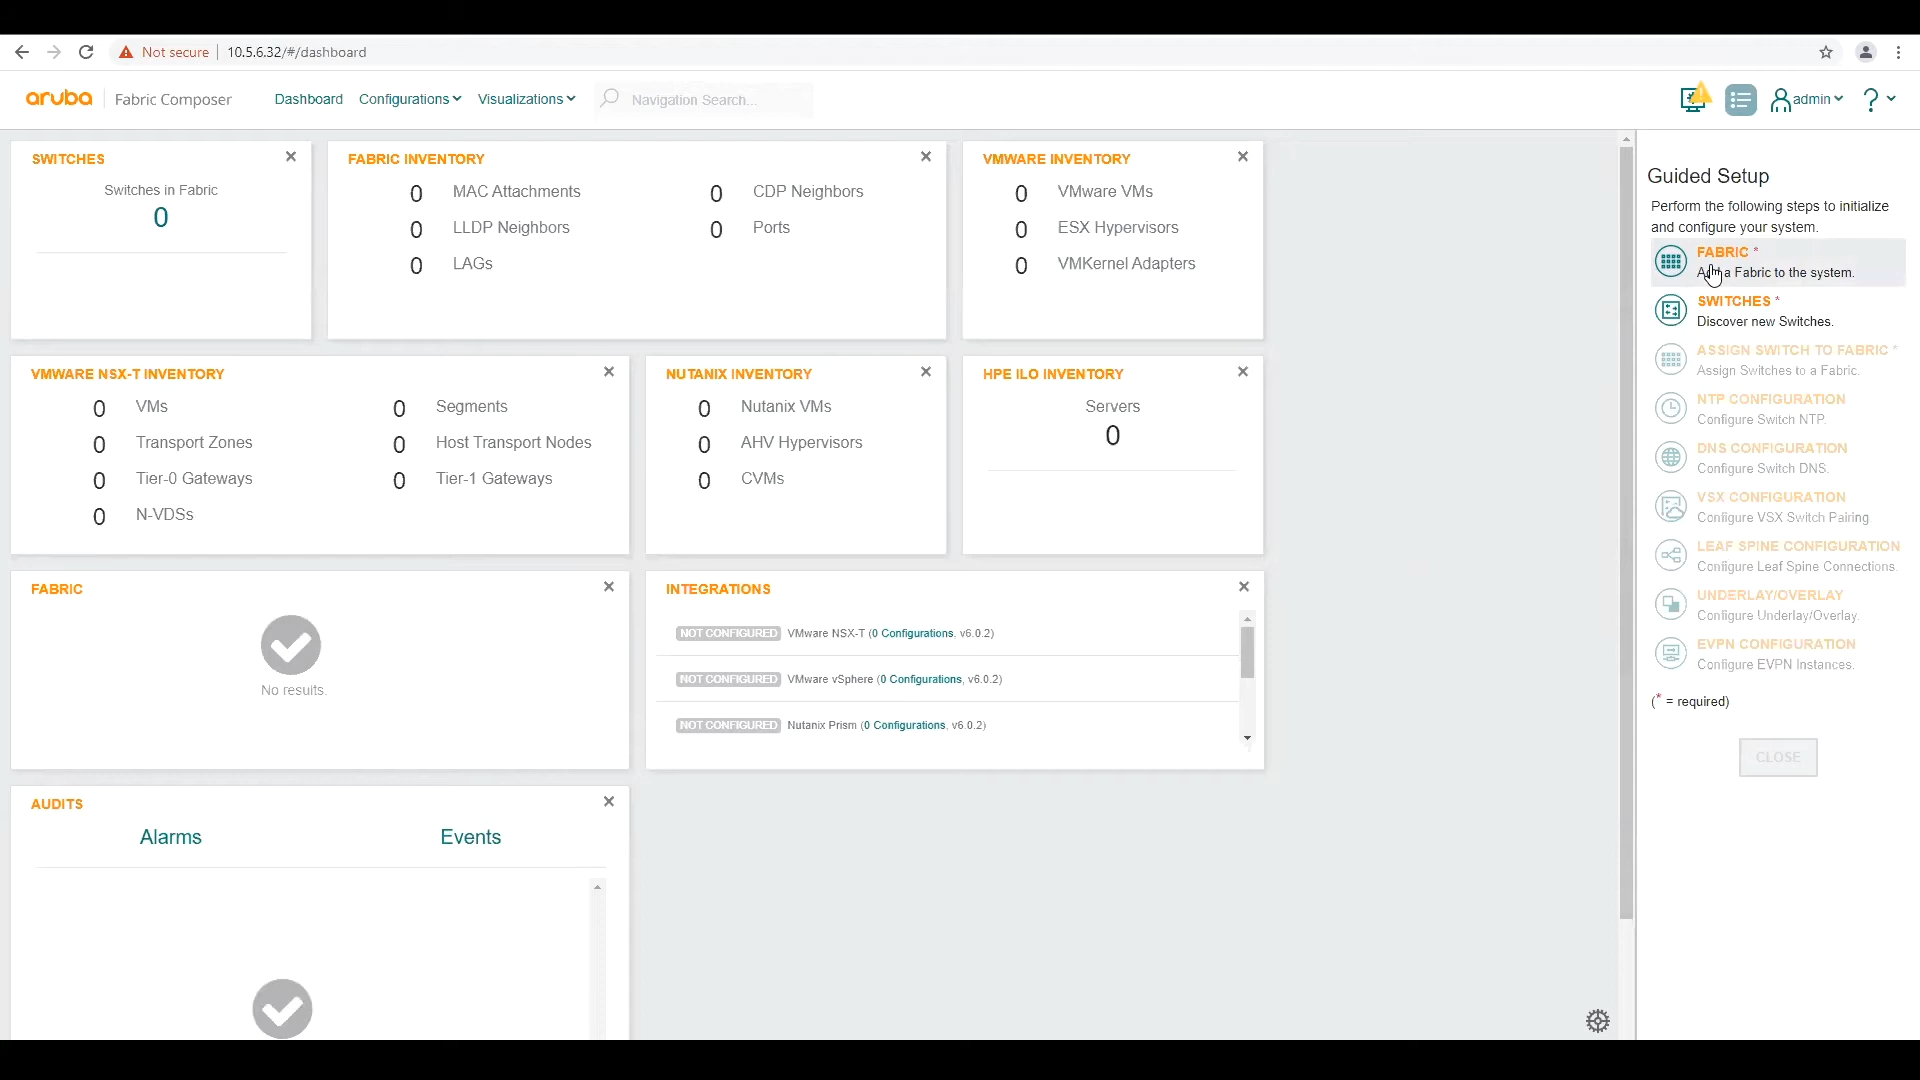 Not secure
10.5.6.32/#/dashboard
aruba
Fabric Composer
Dashboard
Configurations
Visualizations
Navigation Search...
admin
?
SWITCHES
Switches in Fabric
0
FABRIC INVENTORY
0 MAC Attachments
0 CDP Neighbors
0 LLDP Neighbors
0 Ports
0 LAGs
VMWARE INVENTORY
0 VMware VMs
0 ESX Hypervisors
0 VMKernel Adapters
VMWARE NSX-T INVENTORY
0 VMs
0 Segments
0 Transport Zones
0 Host Transport Nodes
0 Tier-0 Gateways
0 Tier-1 Gateways
0 N-VDSs
NUTANIX INVENTORY
0 Nutanix VMs
0 AHV Hypervisors
0 CVMs
HPE ILO INVENTORY
Servers
0
FABRIC
No results.
INTEGRATIONS
NOT CONFIGURED VMware NSX-T (0 Configurations, v6.0.2)
NOT CONFIGURED VMware vSphere (0 Configurations, v6.0.2)
NOT CONFIGURED Nutanix Prism (0 Configurations, v6.0.2)
AUDITS
Alarms
Events
Guided Setup
Perform the following steps to initialize
and configure your system.
FABRIC *
a Fabric to the system.
SWITCHES *
Discover new Switches.
ASSIGN SWITCH TO FABRIC *
Assign Switches to a Fabric.
NTP CONFIGURATION
Configure Switch NTP.
DNS CONFIGURATION
Configure Switch DNS.
VSX CONFIGURATION
Configure VSX Switch Pairing.
LEAF SPINE CONFIGURATION
Configure Leaf Spine Connections.
UNDERLAY/OVERLAY
Configure Underlay/Overlay.
EVPN CONFIGURATION
Configure EVPN Instances.
(* = required)
CLOSE